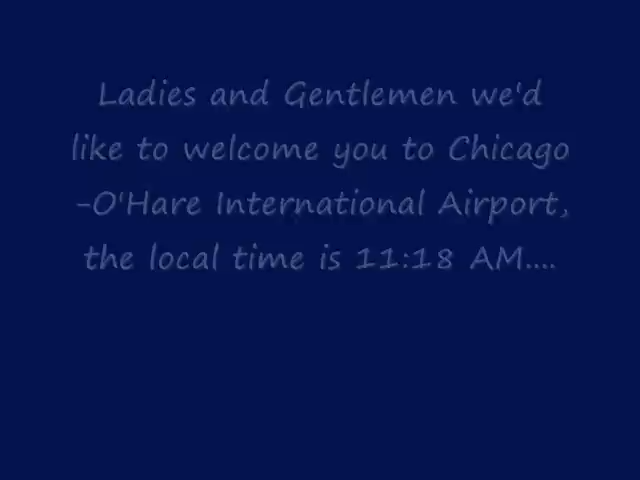 Ladies and Gentlemen we'd
like to welcome you to Chicago
-O'Hare International Airport,
the local time is 11:18 AM....